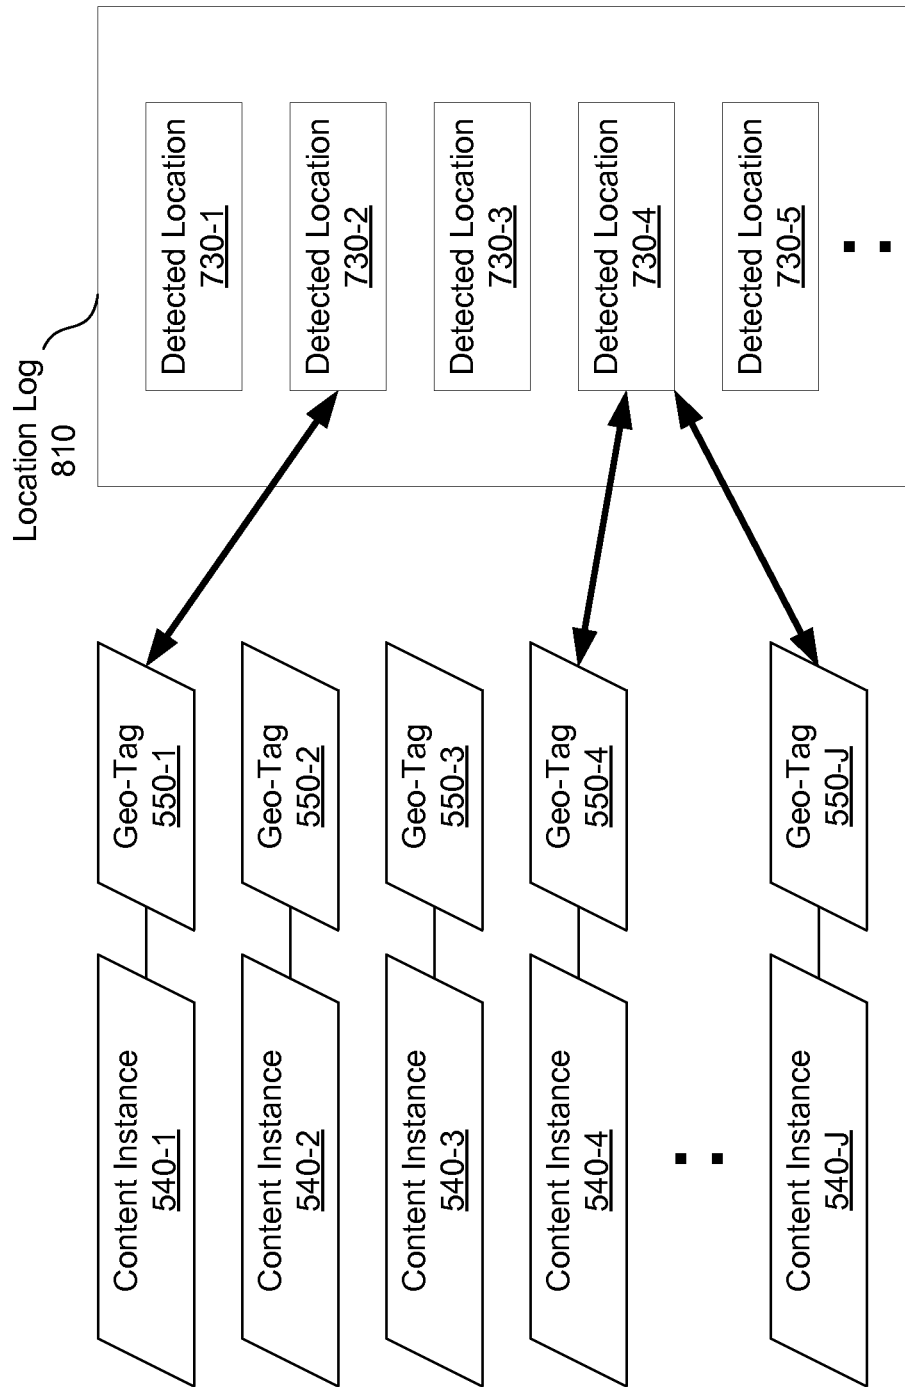 Location Log
810
Content Instance
540-1
Geo-Tag
550-1
Detected Location
730-1
Content Instance
540-2
Geo-Tag
550-2
Detected Location
730-2
Content Instance
540-3
Geo-Tag
550-3
Detected Location
730-3
Content Instance
540-4
Geo-Tag
550-4
Detected Location
730-4
Content Instance
540-J
Geo-Tag
550-J
Detected Location
730-5